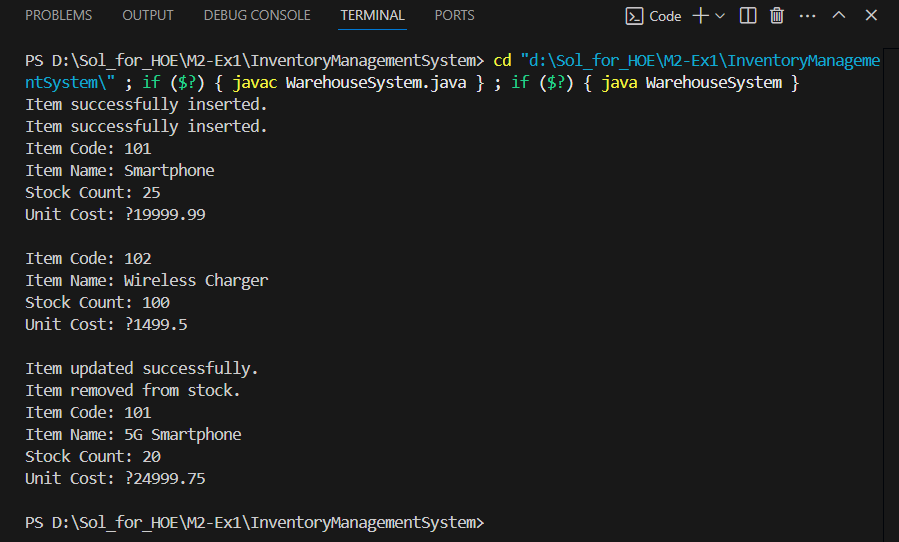 PROBLEMS OUTPUT DEBUG CONSOLE TERMINAL PORTS Code
PS D:\Sol_for_HOE\M2-Ex1\InventoryManagementSystem> cd "d:\Sol_for_HOE\M2-Ex1\InventoryManageme
ntSystem\" ; if ($?) { javac WarehouseSystem.java } ; if ($?) { java WarehouseSystem }
Item successfully inserted.
Item successfully inserted.
Item Code: 101
Item Name: Smartphone
Stock Count: 25
Unit Cost: ?19999.99
Item Code: 102
Item Name: Wireless Charger
Stock Count: 100
Unit Cost: ?1499.5
Item updated successfully.
Item removed from stock.
Item Code: 101
Item Name: 5G Smartphone
Stock Count: 20
Unit Cost: ?24999.75
PS D:\Sol_for_HOE\M2-Ex1\InventoryManagementSystem>